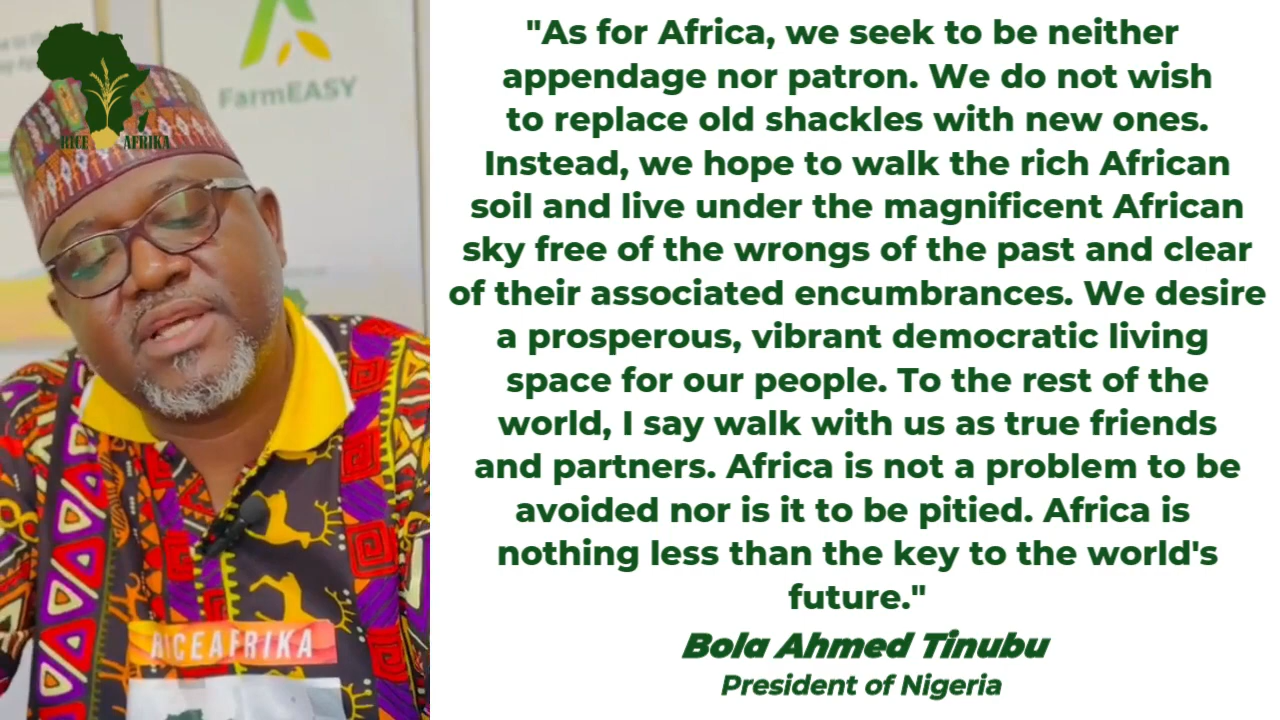 RICE AFRIKA
FarmEASY
RICEAFRIKA
"As for Africa, we seek to be neither
appendage nor patron. We do not wish
to replace old shackles with new ones.
Instead, we hope to walk the rich African
soil and live under the magnificent African
sky free of the wrongs of the past and clear
of their associated encumbrances. We desire
a prosperous, vibrant democratic living
space for our people. To the rest of the
world, I say walk with us as true friends
and partners. Africa is not a problem to be
avoided nor is it to be pitied. Africa is
nothing less than the key to the world's
future."
Bola Ahmed Tinubu
President of Nigeria